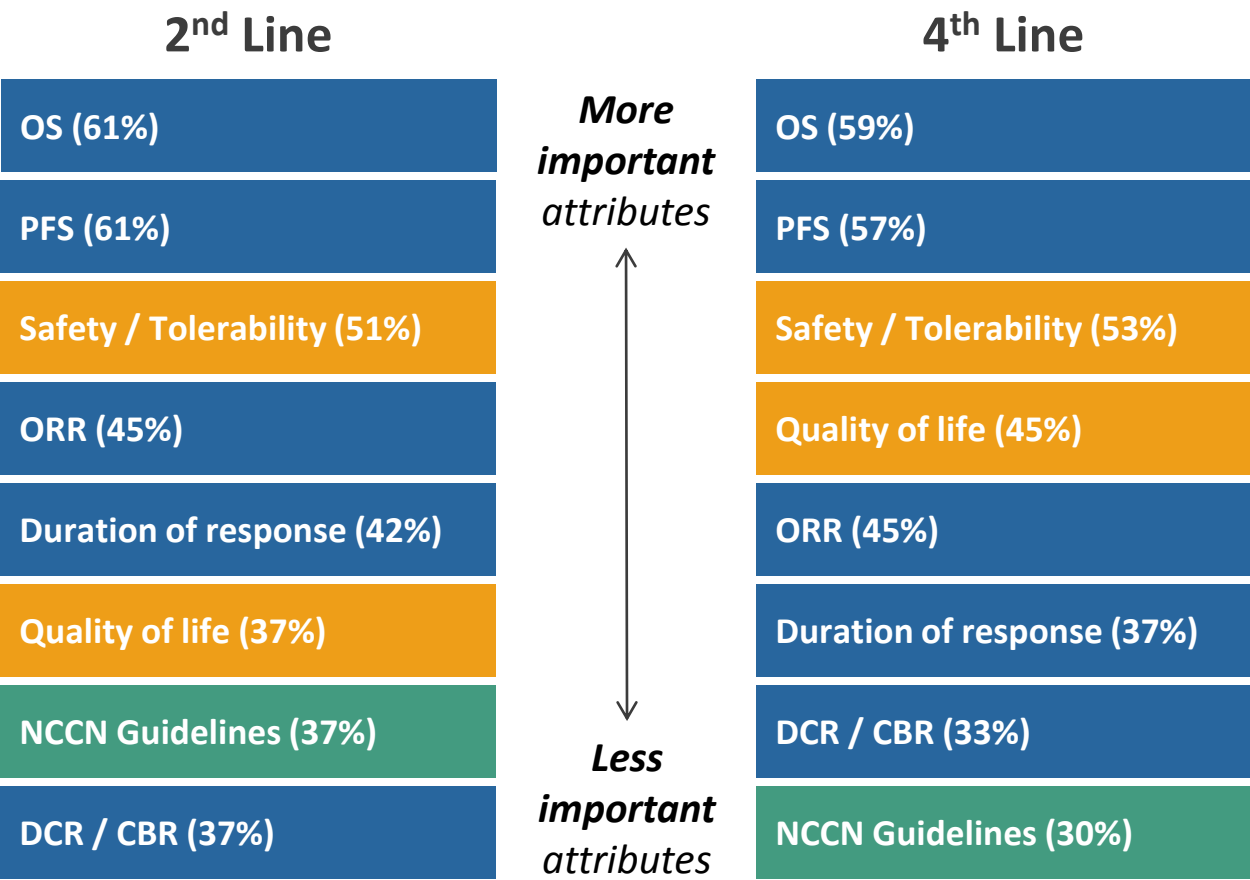 2nd Line
OS (61%)
PFS (61%)
Safety / Tolerability (51%)
ORR (45%)
Duration of response (42%)
Quality of life (37%)
NCCN Guidelines (37%)
DCR / CBR (37%)
More
important
attributes
Less
important
attributes
4th Line
OS (59%)
PFS (57%)
Safety / Tolerability (53%)
Quality of life (45%)
ORR (45%)
Duration of response (37%)
DCR / CBR (33%)
NCCN Guidelines (30%)